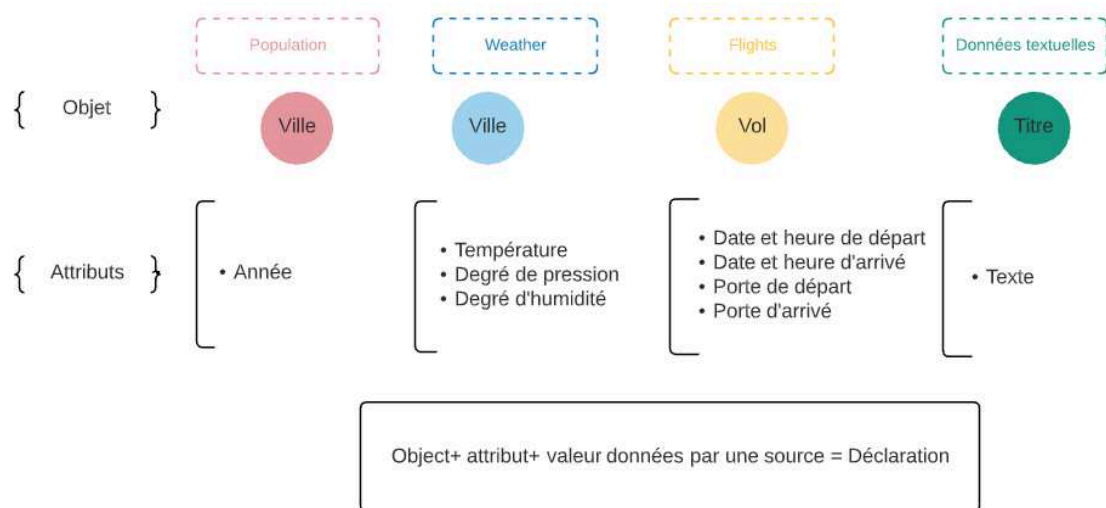 Population
Weather
Flights
Données textuelles
{ Objet }
Ville
Ville
Vol
Titre
{ Attributs }
• Année
• Température
• Degré de pression
• Degré d'humidité
• Date et heure de départ
• Date et heure d'arrivé
• Porte de départ
• Porte d'arrivé
• Texte
Object+ attribut+ valeur données par une source = Déclaration